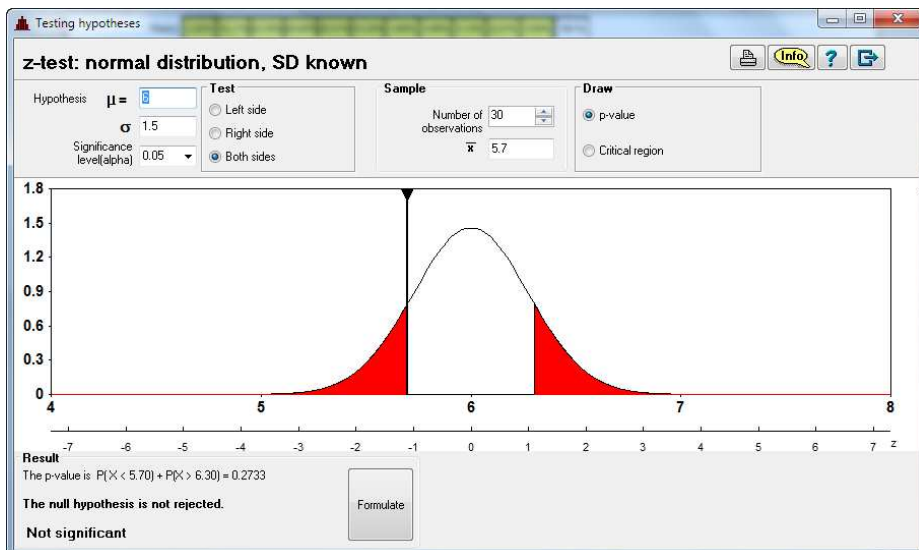 Testing hypotheses
z-test: normal distribution, SD known
Info
?
Hypothesis μ = 6
σ 1.5
Significance level(alpha) 0.05
Test
Left side
Right side
Both sides
Sample
Number of observations 30
x̄ 5.7
Draw
p-value
Critical region
1.8
1.5
1.2
0.9
0.6
0.3
0
4 5 6 7 8
-7 -6 -5 -4 -3 -2 -1 0 1 2 3 4 5 6 7 z
Result
The p-value is P(X < 5.70) + P(X > 6.30) = 0.2733
The null hypothesis is not rejected.
Not significant
Formulate